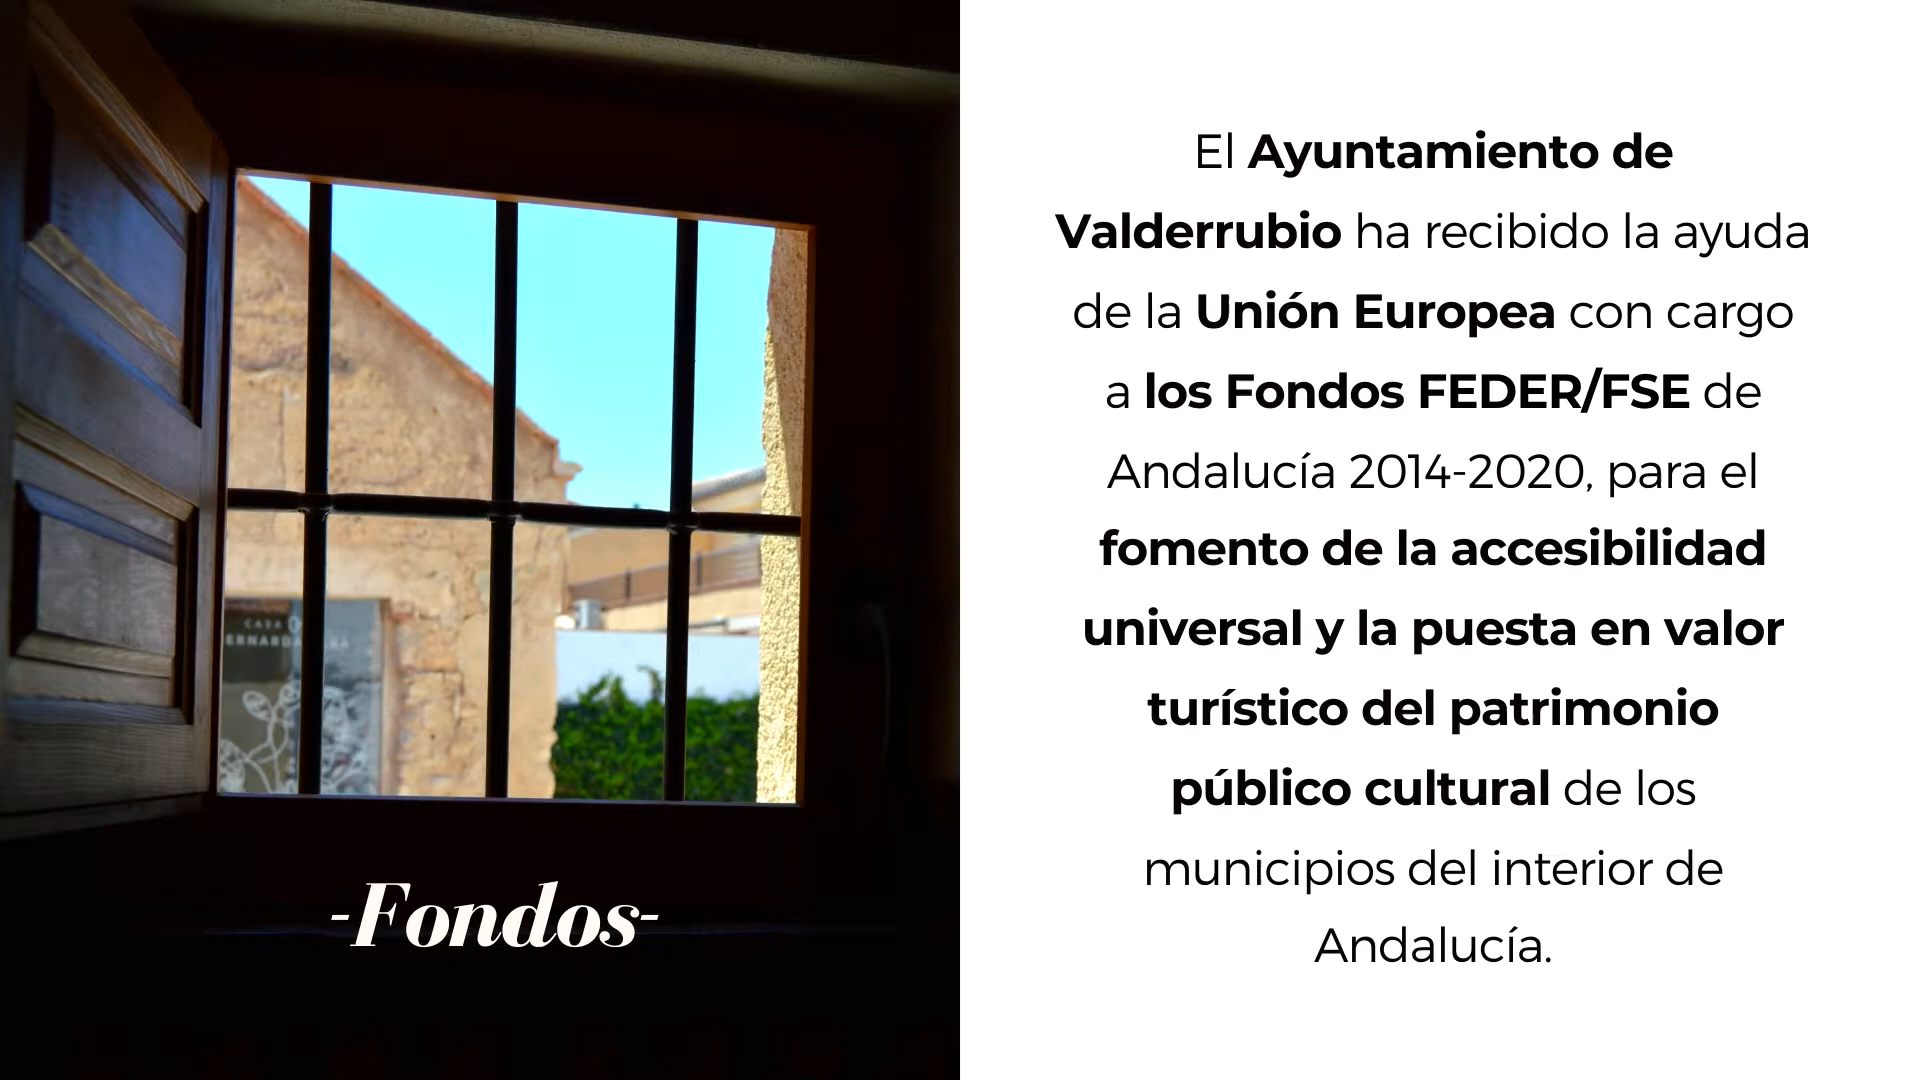 CASA
-Fondos-
El Ayuntamiento de
Valderrubio ha recibido la ayuda
de la Unión Europea con cargo
a los Fondos FEDER/FSE de
Andalucía 2014-2020, para el
fomento de la accesibilidad
universal y la puesta en valor
turístico del patrimonio
público cultural de los
municipios del interior de
Andalucía.